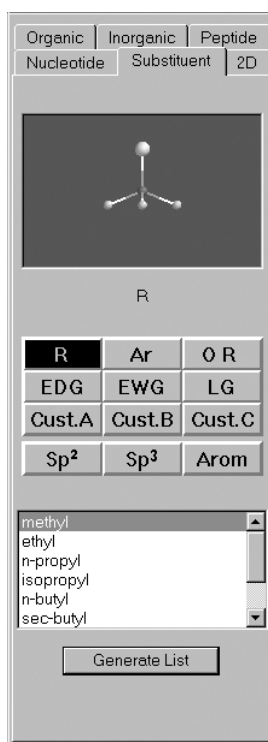 Organic Inorganic Peptide
Nucleotide Substituent 2D
R
R Ar O R
EDG EWG LG
Cust.A Cust.B Cust.C
Sp² Sp³ Arom
methyl
ethyl
n-propyl
isopropyl
n-butyl
sec-butyl
Generate List